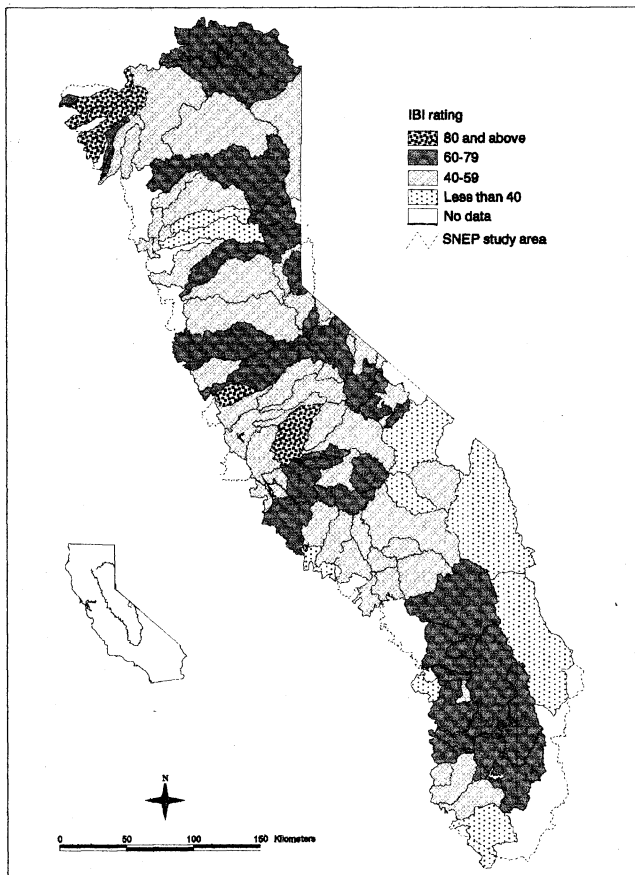 IBI rating
80 and above
60-79
40-59
Less than 40
No data
SNEP study area
N
0 50 100 150 Kilometers